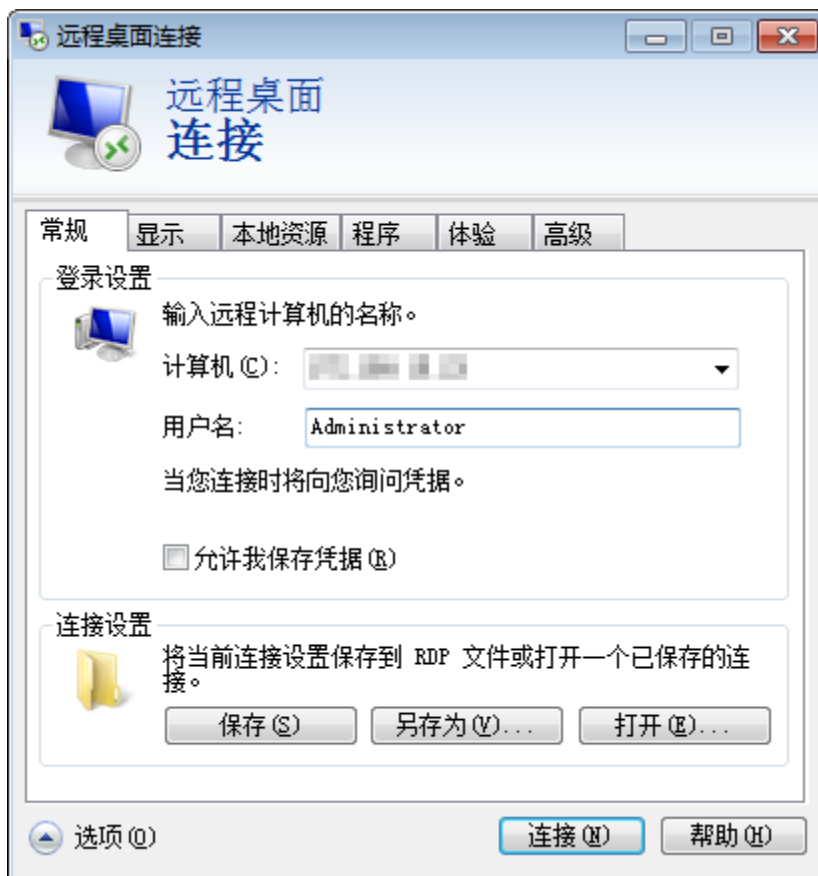 远程桌面连接
远程桌面
连接
常规 显示 本地资源 程序 体验 高级
登录设置
输入远程计算机的名称。
计算机(C):
用户名: Administrator
当您连接时将向您询问凭据。
允许我保存凭据(R)
连接设置
将当前连接设置保存到 RDP 文件或打开一个已保存的连
接。
保存(S) 另存为(V)... 打开(E)...
选项(O) 连接(N) 帮助(H)